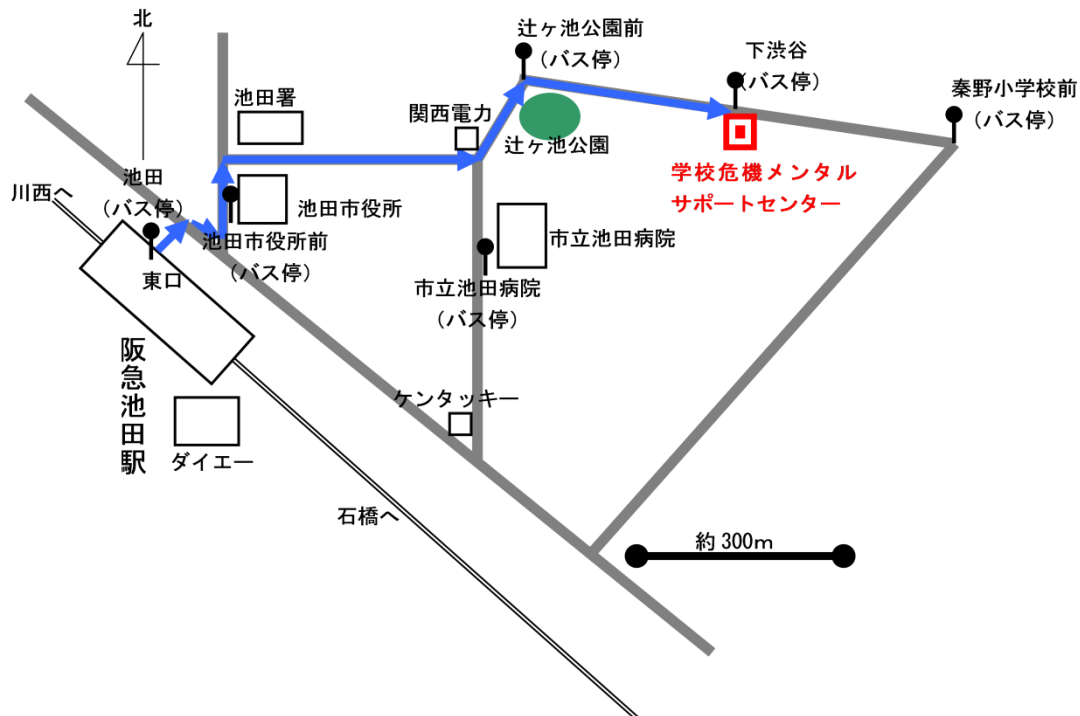 北
辻ヶ池公園前
（バス停）
下渋谷
（バス停）
秦野小学校前
（バス停）
池田署
関西電力
辻ヶ池公園
学校危機メンタル
サポートセンター
川西へ
池田
（バス停）
池田市役所
池田市役所前
（バス停）
東口
市立池田病院
市立池田病院
（バス停）
阪急池田駅
ケンタッキー
ダイエー
石橋へ
約300m